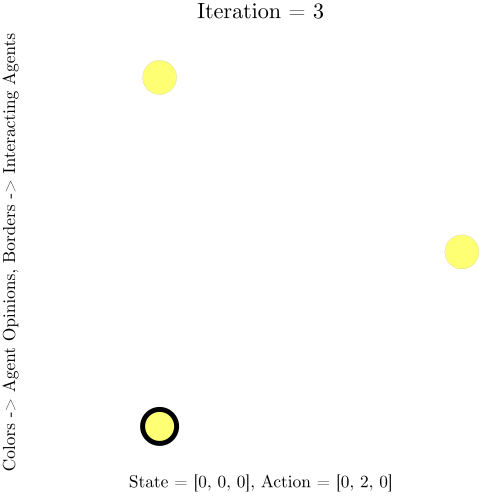 Iteration = 3
Colors -> Agent Opinions, Borders -> Interacting Agents
State = [0, 0, 0], Action = [0, 2, 0]